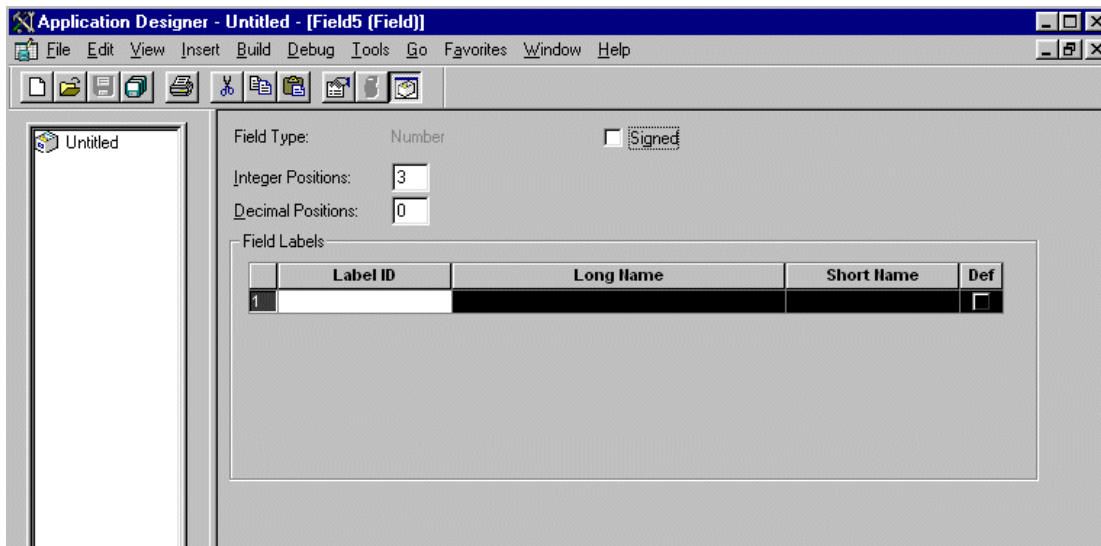 Application Designer - Untitled - [Field5 (Field)]
File Edit View Insert Build Debug Tools Go Favorites Window Help
Untitled
Field Type: Number Signed
Integer Positions: 3
Decimal Positions: 0
Field Labels
Label ID Long Name Short Name Def
1